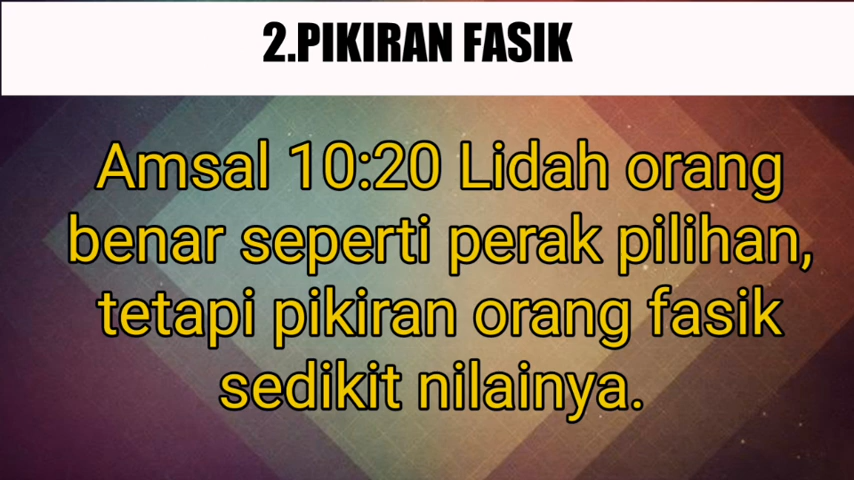 2.PIKIRAN FASIK
Amsal 10:20 Lidah orang
benar seperti perak pilihan,
tetapi pikiran orang fasik
sedikit nilainya.